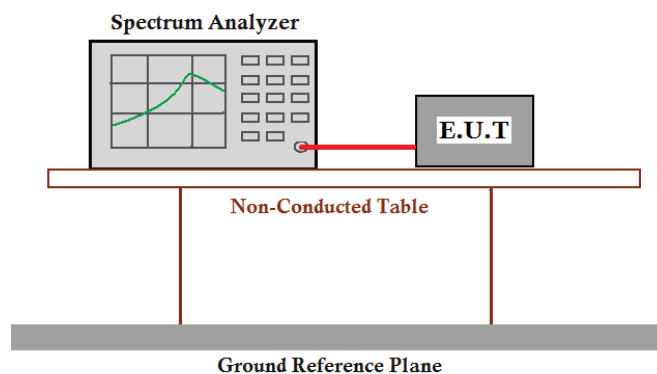 Spectrum Analyzer
E.U.T
Non-Conducted Table
Ground Reference Plane